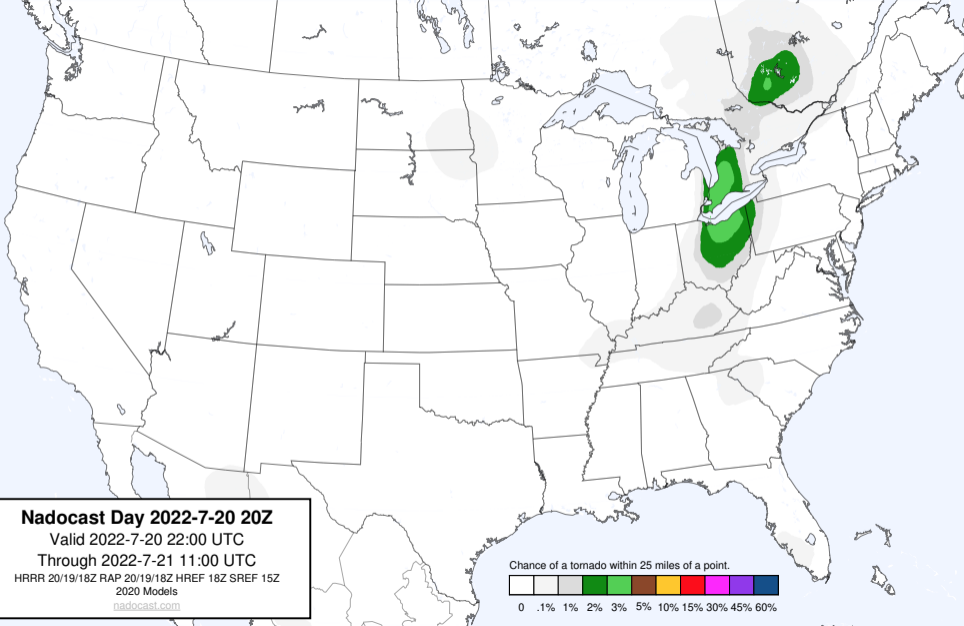 Nadocast Day 2022-7-20 20Z
Valid 2022-7-20 22:00 UTC
Through 2022-7-21 11:00 UTC
HRRR 20/19/18Z RAP 20/19/18Z HREF 18Z SREF 15Z
2020 Models
nadocast.com
Chance of a tornado within 25 miles of a point.
0 .1% 1% 2% 3% 5% 10% 15% 30% 45% 60%